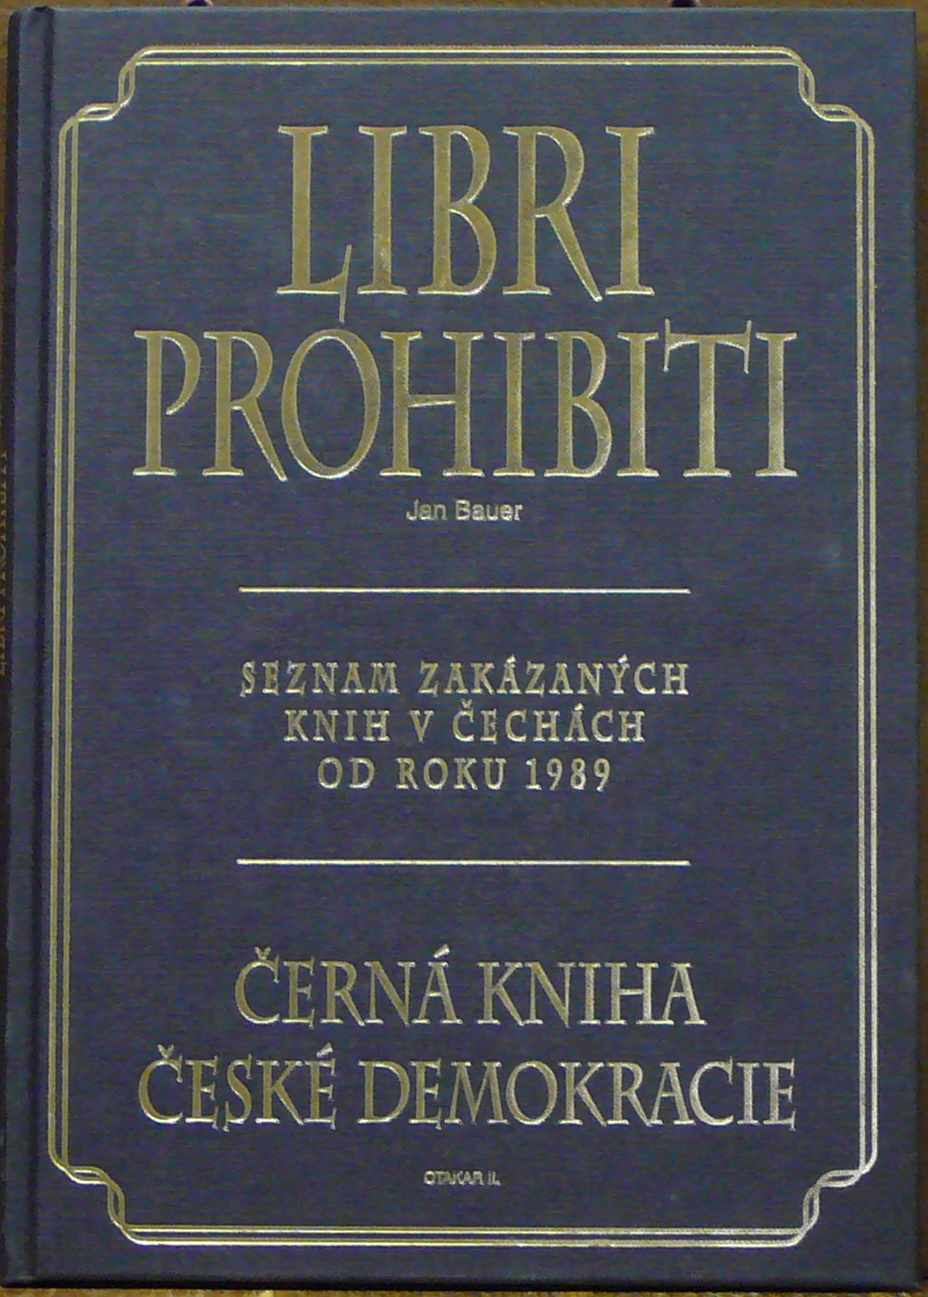 LIBRI
PROHIBITI
Jan Bauer
SEZNAM ZAKÁZANÝCH
KNIH V ČECHÁCH
OD ROKU 1989
ČERNÁ KNIHA
ČESKÉ DEMOKRACIE
OTAKAR II.